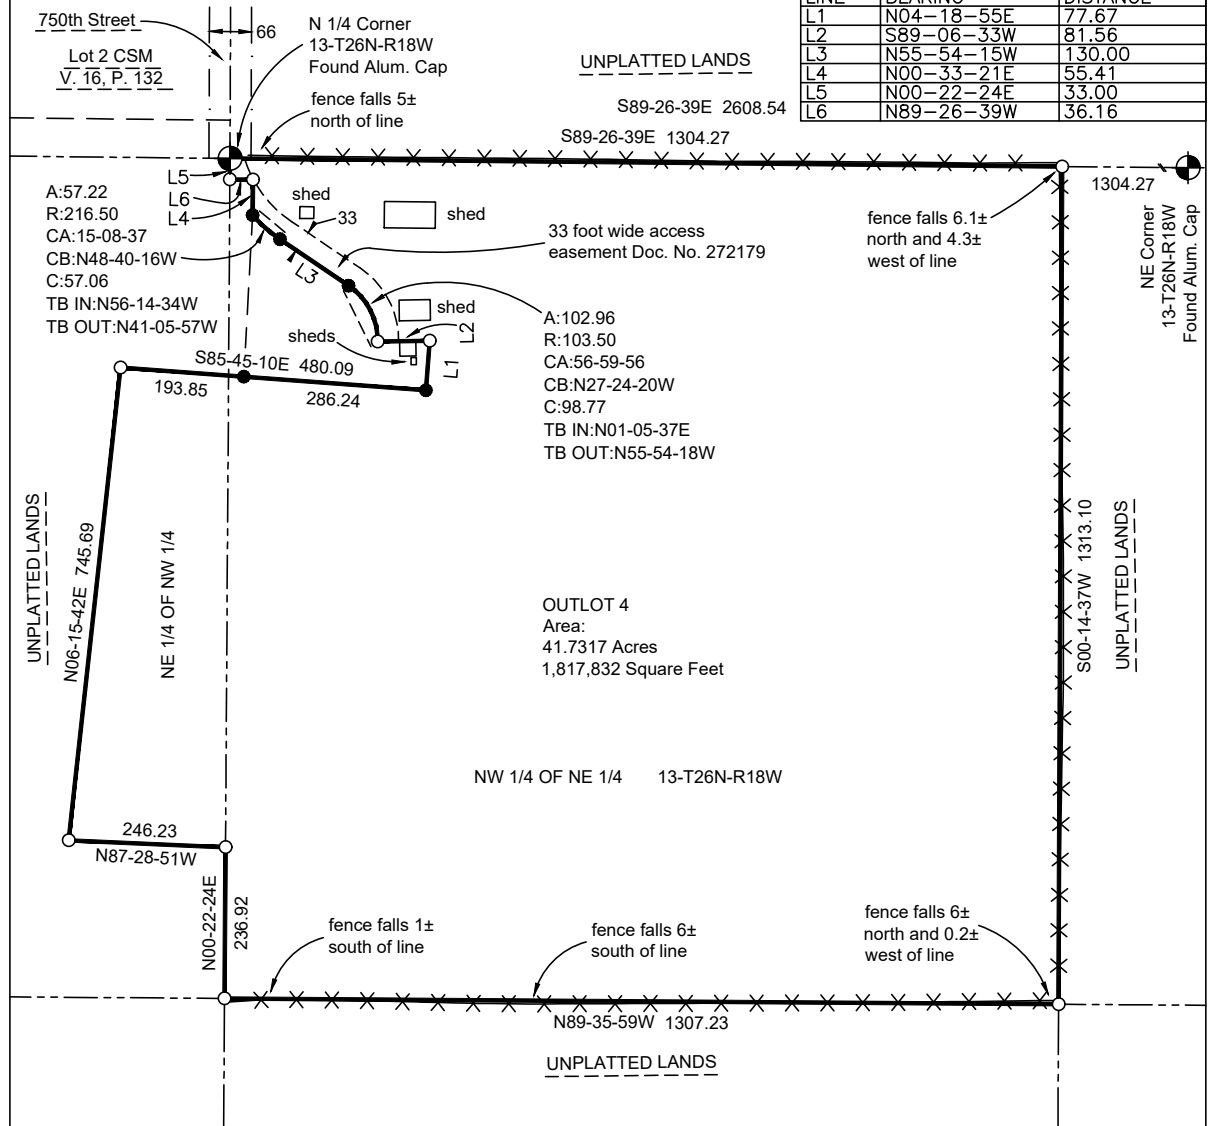 750th Street
Lot 2 CSM
V. 16, P. 132
66
N 1/4 Corner
13-T26N-R18W
Found Alum. Cap
fence falls 5±
north of line
UNPLATTED LANDS
S89-26-39E 2608.54
S89-26-39E 1304.27
LINE BEARING DISTANCE
L1 N04-18-55E 77.67
L2 S89-06-33W 81.56
L3 N55-54-15W 130.00
L4 N00-33-21E 55.41
L5 N00-22-24E 33.00
L6 N89-26-39W 36.16
1304.27
NE Corner
13-T26N-R18W
Found Alum. Cap
fence falls 6.1±
north and 4.3±
west of line
L5
L6
L4
A:57.22
R:216.50
CA:15-08-37
CB:N48-40-16W
C:57.06
TB IN:N56-14-34W
TB OUT:N41-05-57W
shed
33
shed
33 foot wide access
easement Doc. No. 272179
L3
shed
sheds
L2
L1
A:102.96
R:103.50
CA:56-59-56
CB:N27-24-20W
C:98.77
TB IN:N01-05-37E
TB OUT:N55-54-18W
S85-45-10E 480.09
193.85
286.24
UNPLATTED LANDS
N06-15-42E 745.69
NE 1/4 OF NW 1/4
OUTLOT 4
Area:
41.7317 Acres
1,817,832 Square Feet
S00-14-37W 1313.10
UNPLATTED LANDS
NW 1/4 OF NE 1/4 13-T26N-R18W
246.23
N87-28-51W
N00-22-24E
236.92
fence falls 1±
south of line
fence falls 6±
south of line
fence falls 6±
north and 0.2±
west of line
N89-35-59W 1307.23
UNPLATTED LANDS